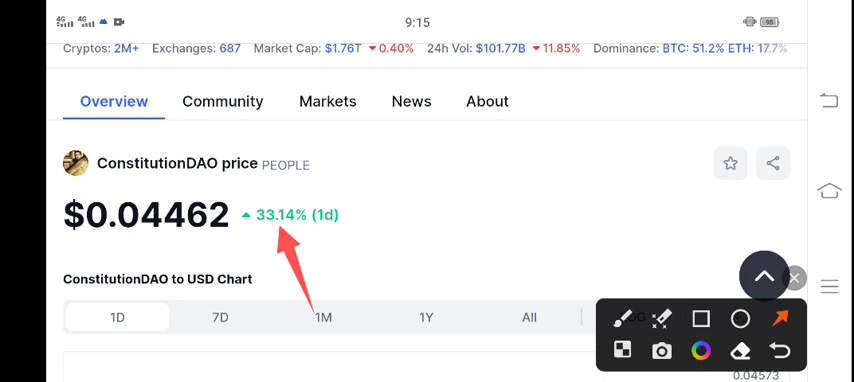 4G 4G 9:15 95
Cryptos: 2M+ Exchanges: 687 Market Cap: $1.76T 0.40% 24h Vol: $101.77B 11.85% Dominance: BTC: 51.2% ETH: 17.7%
Overview Community Markets News About
ConstitutionDAO price PEOPLE
$0.04462 33.14% (1d)
ConstitutionDAO to USD Chart
1D 7D 1M 1Y All
0.04573